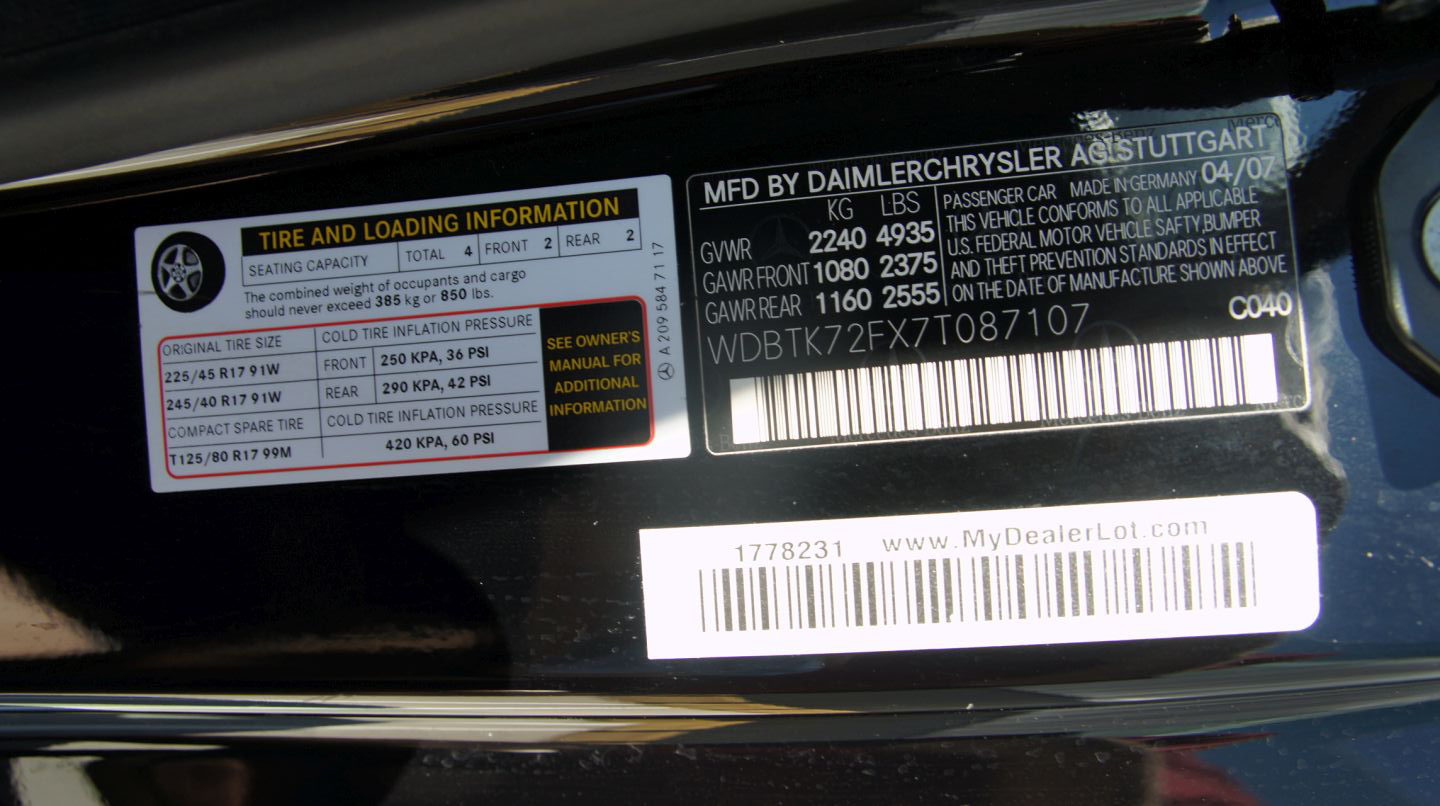 TIRE AND LOADING INFORMATION
SEATING CAPACITY TOTAL 4 FRONT 2 REAR 2
The combined weight of occupants and cargo
should never exceed 385 kg or 850 lbs.
ORIGINAL TIRE SIZE COLD TIRE INFLATION PRESSURE
225/45 R17 91W FRONT 250 KPA, 36 PSI
245/40 R17 91W REAR 290 KPA, 42 PSI
COMPACT SPARE TIRE COLD TIRE INFLATION PRESSURE
T125/80 R17 99M 420 KPA, 60 PSI
SEE OWNER'S
MANUAL FOR
ADDITIONAL
INFORMATION
A 209 584 71 17
MFD BY DAIMLERCHRYSLER AG STUTTGART
KG LBS
GVWR 2240 4935
GAWR FRONT 1080 2375
GAWR REAR 1160 2555
PASSENGER CAR MADE IN GERMANY 04/07
THIS VEHICLE CONFORMS TO ALL APPLICABLE
U.S. FEDERAL MOTOR VEHICLE SAFTY,BUMPER
AND THEFT PREVENTION STANDARDS IN EFFECT
ON THE DATE OF MANUFACTURE SHOWN ABOVE
WDBTK72FX7T087107 C040
1778231 www.MyDealerLot.com